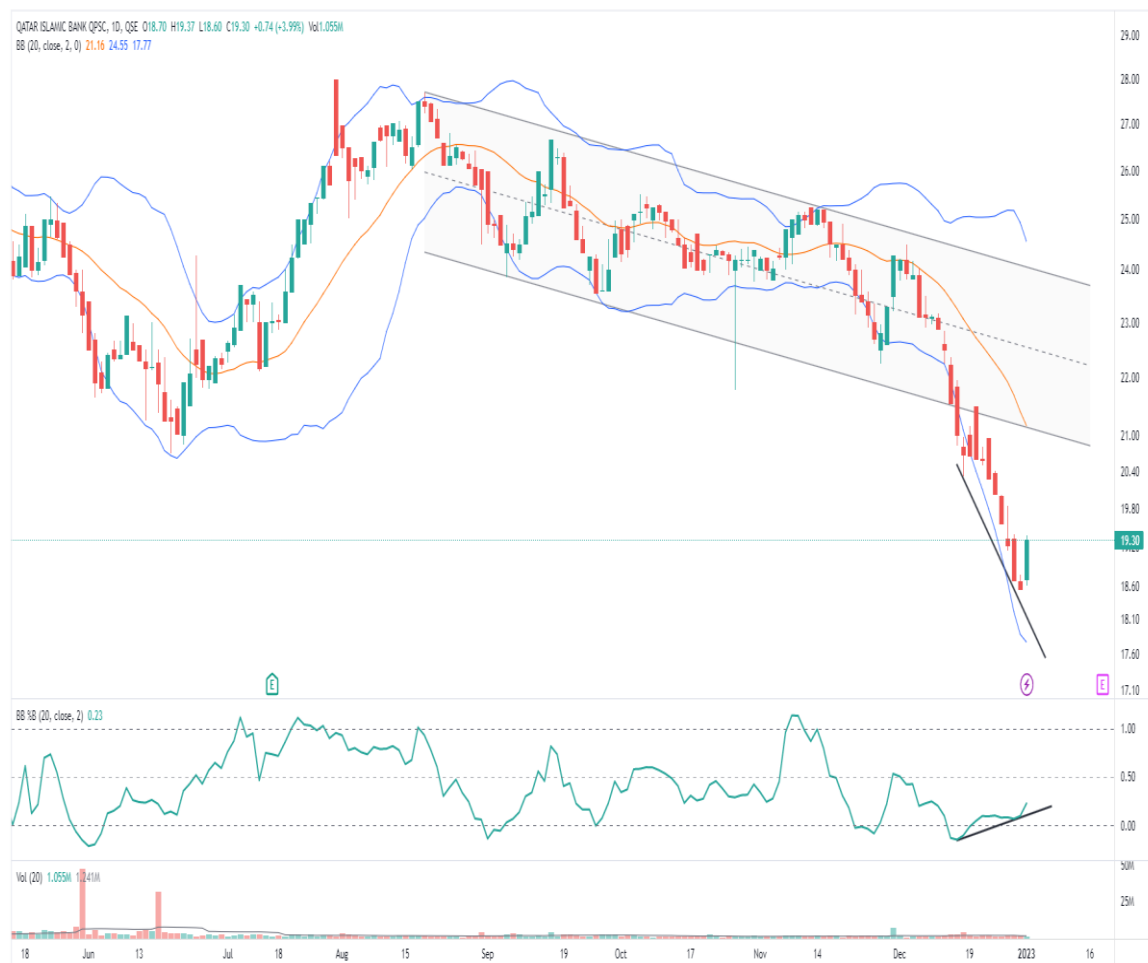 QATAR ISLAMIC BANK QPSC, 1D, QSE O18.70 H19.37 L18.60 C19.30 +0.74 (+3.99%) Vol1.055M
BB (20, close, 2, 0) 21.16 24.55 17.77
29.00
28.00
27.00
26.00
25.00
24.00
23.00
22.00
21.00
20.40
19.80
19.30
18.60
18.10
17.60
17.10
E
E
BB %B (20, close, 2) 0.23
1.00
0.50
0.00
Vol (20) 1.055M 1.241M
50M
25M
18 Jun 13 Jul 18 Aug 15 Sep 19 Oct 17 Nov 14 Dec 19 2023 16